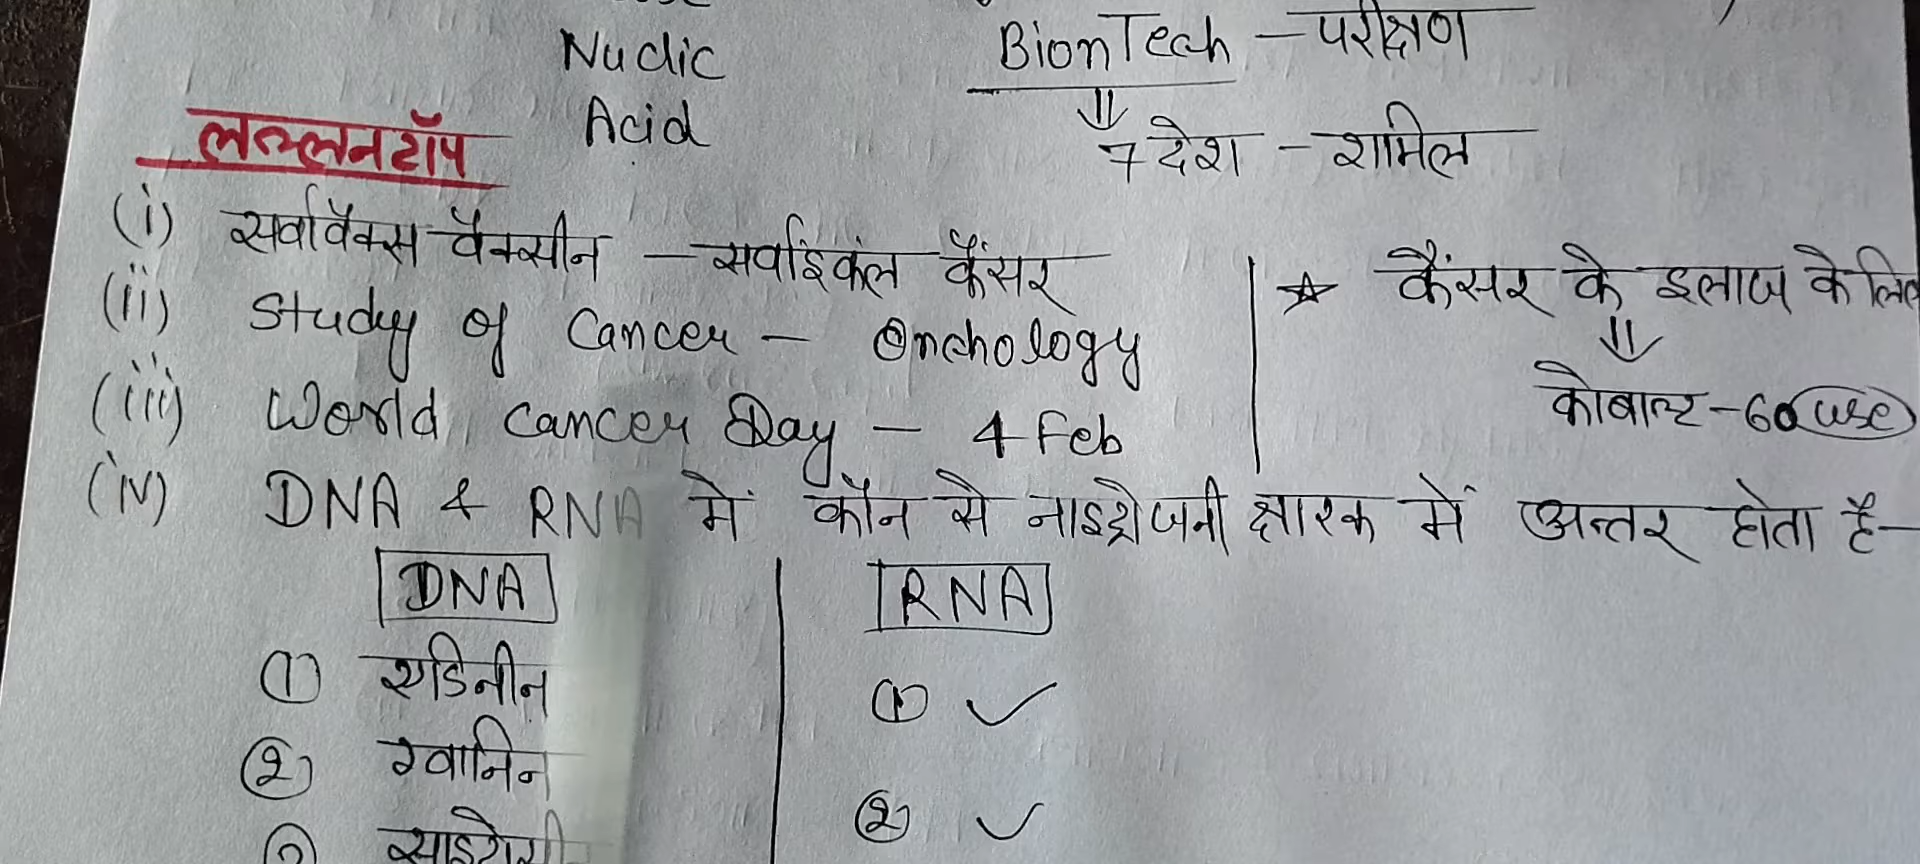 Nuclic
Acid
BionTech – परीक्षण
⇓
7 देश – शामिल
लल्लनटॉप
(i) सर्वावैक्स वैक्सीन – सर्वाइकल कैंसर
(ii) Study of Cancer – Onchology
(iii) World Cancer Day – 4 Feb
☆ कैंसर के इलाज के लिए
⇓
कोबाल्ट – 60 use
(iv) DNA & RNA में कौन से नाइट्रोजनी क्षारक में अन्तर होता है –
DNA
① एडिनीन
② ग्वानिन
RNA
① ✓
② ✓